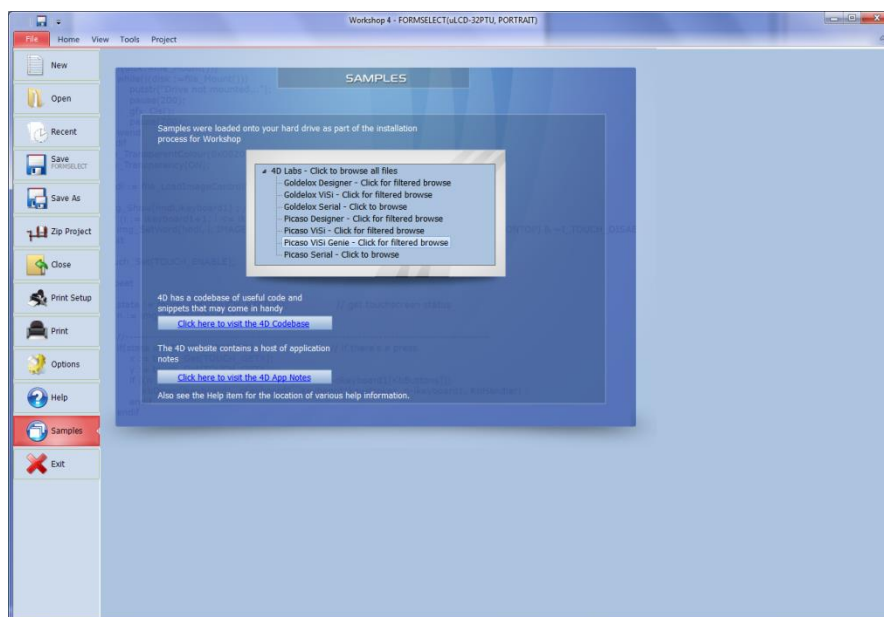 Workshop 4 - FORMSELECT(uLCD-32PTU, PORTRAIT)
File Home View Tools Project
New
Open
Recent
Save
FORMSELECT
Save As
Zip Project
Close
Print Setup
Print
Options
Help
Samples
Exit
SAMPLES
Samples were loaded onto your hard drive as part of the installation
process for Workshop
4D Labs - Click to browse all files
Goldelox Designer - Click for filtered browse
Goldelox ViSi - Click for filtered browse
Goldelox Serial - Click to browse
Picaso Designer - Click for filtered browse
Picaso ViSi - Click for filtered browse
Picaso ViSi Genie - Click for filtered browse
Picaso Serial - Click to browse
4D has a codebase of useful code and
snippets that may come in handy
Click here to visit the 4D Codebase
The 4D website contains a host of application
notes
Click here to visit the 4D App Notes
Also see the Help item for the location of various help information.